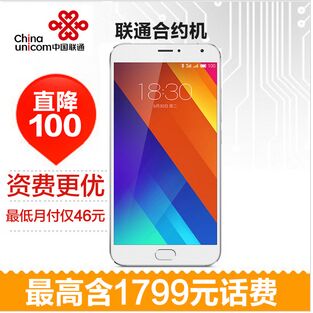 China
unicom中国联通
联通合约机
直降
100
18:30
资费更优
最低月付仅46元
最高含1799元话费